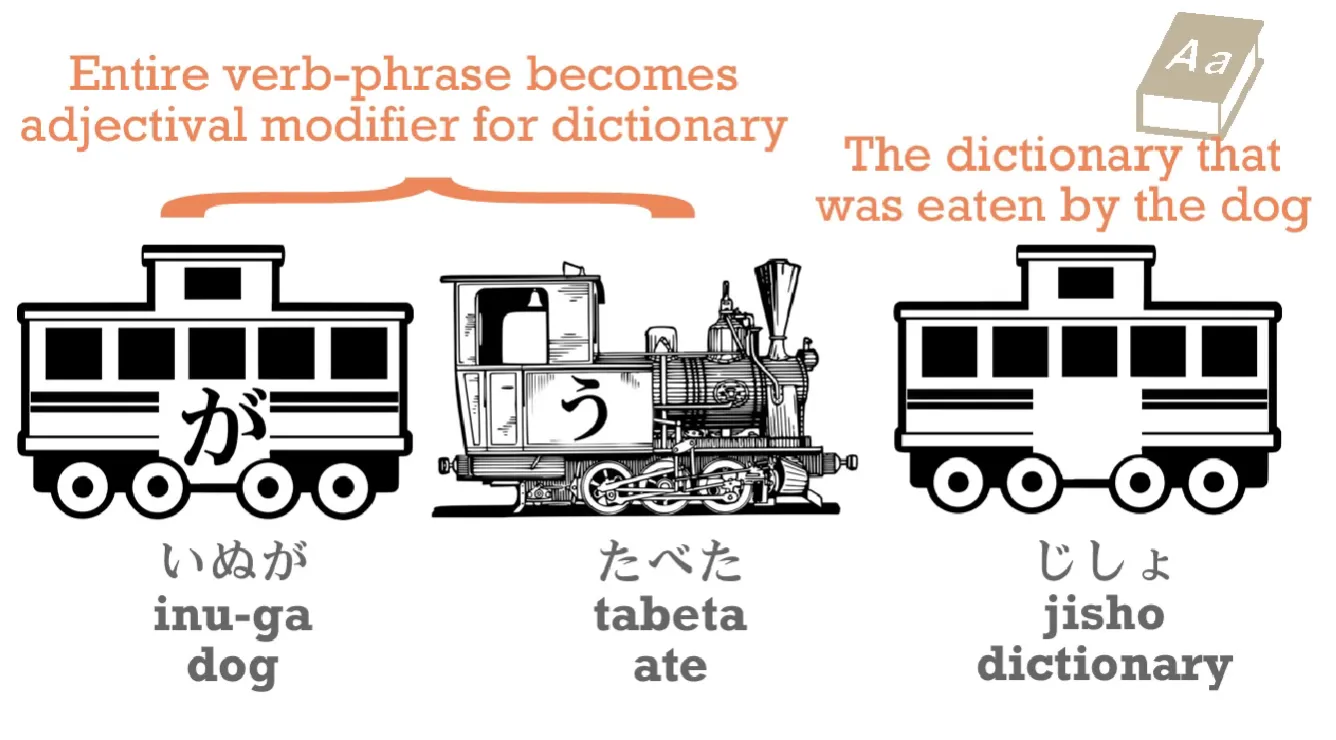 Aa
Entire verb-phrase becomes
adjectival modifier for dictionary
The dictionary that
was eaten by the dog
が
う
いぬが
inu-ga
dog
たべた
tabeta
ate
じしょ
jisho
dictionary